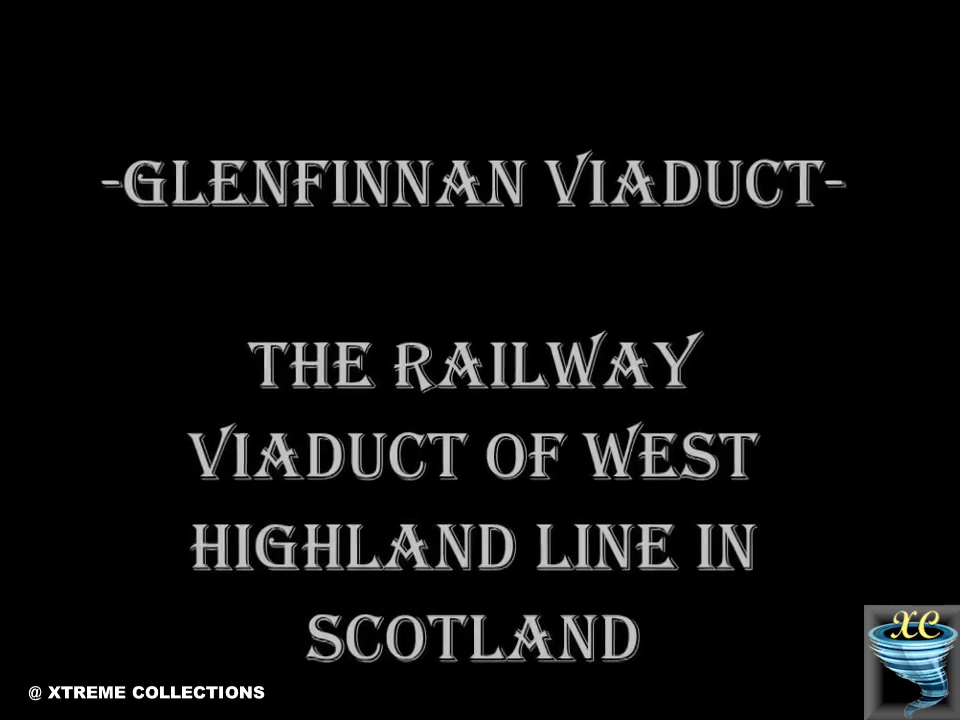 -GLENFINNAN VIADUCT-
THE RAILWAY
VIADUCT OF WEST
HIGHLAND LINE IN
SCOTLAND
XC
@ XTREME COLLECTIONS